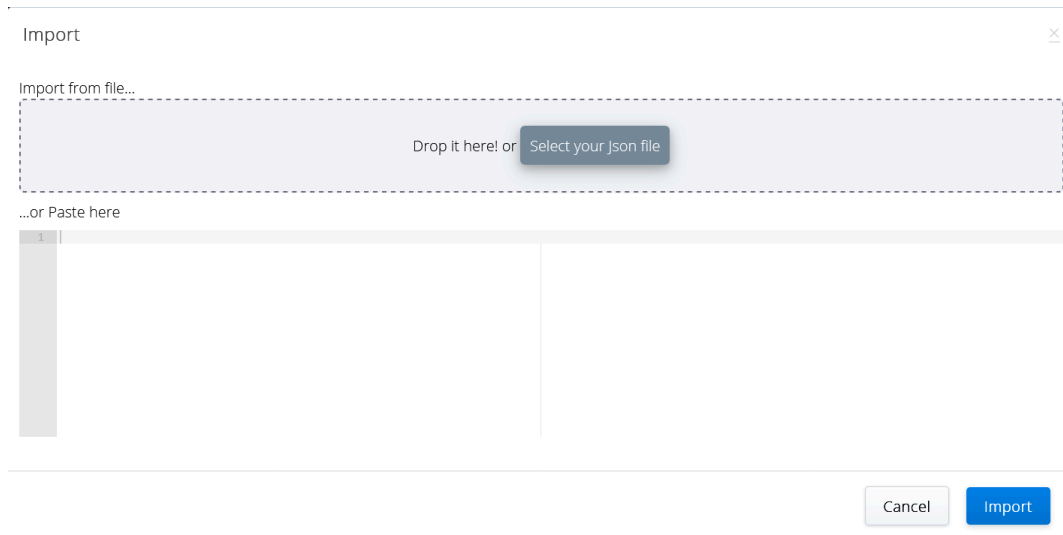 Import ×
Import from file...
Drop it here! or Select your Json file
...or Paste here
1
Cancel Import